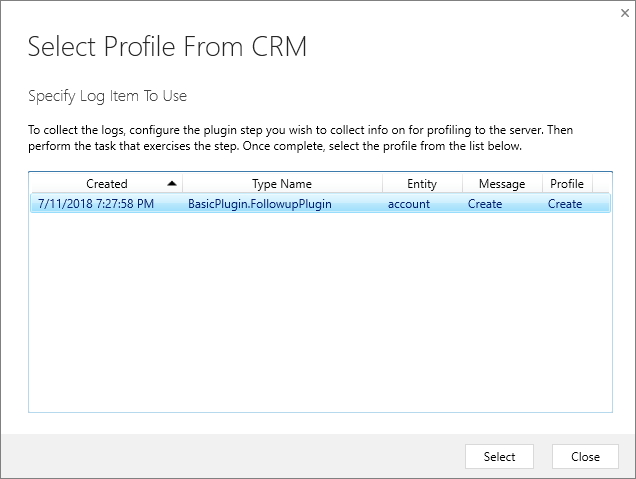 Select Profile From CRM
Specify Log Item To Use
To collect the logs, configure the plugin step you wish to collect info on for profiling to the server. Then
perform the task that exercises the step. Once complete, select the profile from the list below.
Created Type Name Entity Message Profile
7/11/2018 7:27:58 PM BasicPlugin.FollowupPlugin account Create Create
Select Close